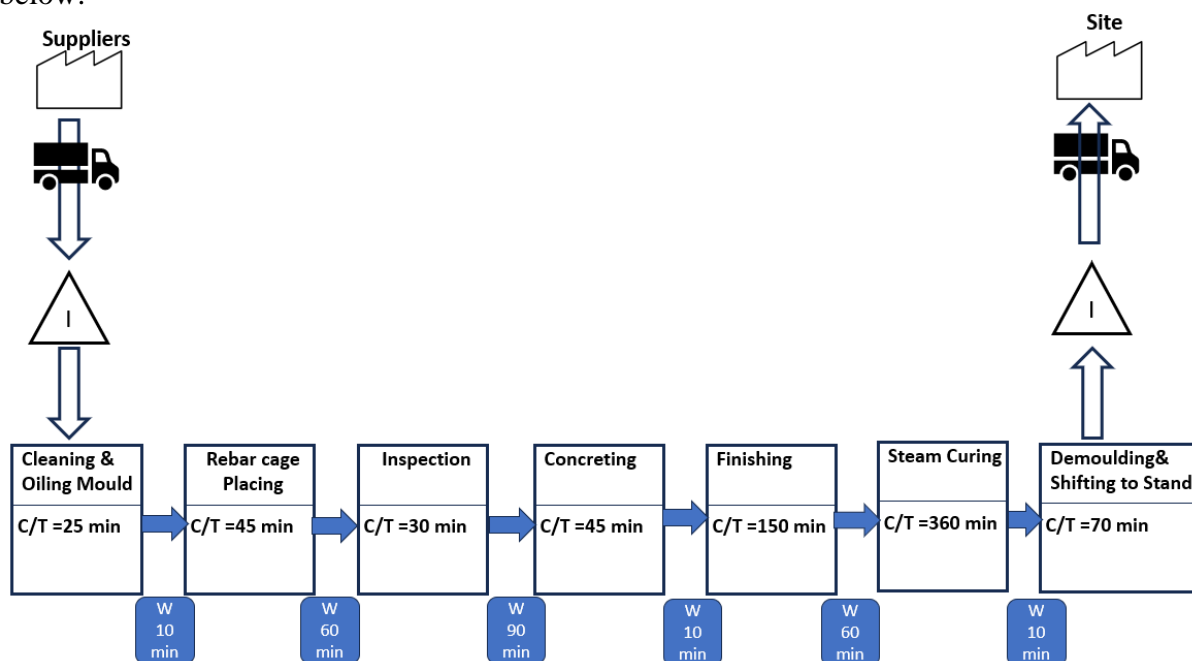 below:
Suppliers
Site
I
I
Cleaning &
Oiling Mould
C/T =25 min
Rebar cage
Placing
C/T =45 min
Inspection
C/T =30 min
Concreting
C/T =45 min
Finishing
C/T =150 min
Steam Curing
C/T =360 min
Demoulding&
Shifting to Stand
C/T =70 min
W
10
min
W
60
min
W
90
min
W
10
min
W
60
min
W
10
min